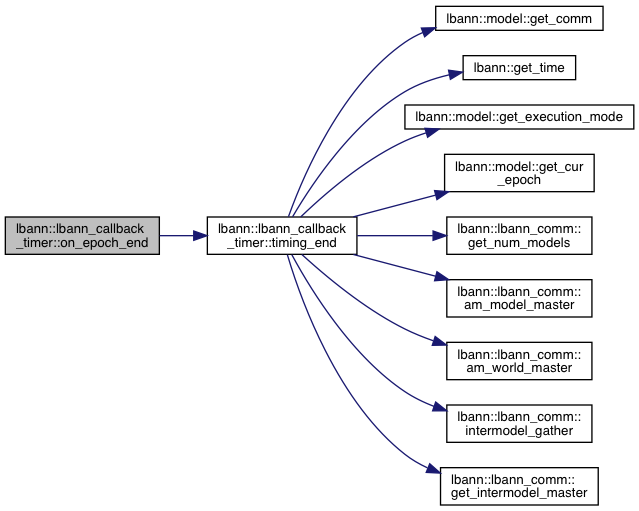 lbann::model::get_comm
lbann::get_time
lbann::model::get_execution_mode
lbann::model::get_cur
_epoch
lbann::lbann_callback
_timer::on_epoch_end
lbann::lbann_callback
_timer::timing_end
lbann::lbann_comm::
get_num_models
lbann::lbann_comm::
am_model_master
lbann::lbann_comm::
am_world_master
lbann::lbann_comm::
intermodel_gather
lbann::lbann_comm::
get_intermodel_master